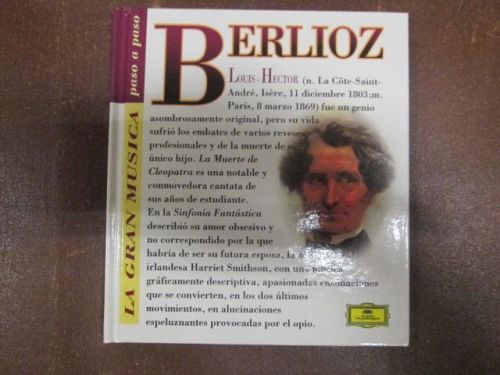 BERLIOZ
LOUIS-HECTOR (n. La Côte-Saint-
André, Isère, 11 diciembre 1803;m.
París, 8 marzo 1869) fue un genio
asombrosamente original, pero su vida
sufrió los embates de varios reveses
profesionales y de la muerte de su
único hijo. La Muerte de
Cleopatra es una notable y
conmovedora cantata de
sus años de estudiante.
En la Sinfonía Fantástica
describió su amor obsesivo y
no correspondido por la que
habría de ser su futura esposa, la
irlandesa Harriet Smithson, con una música
gráficamente descriptiva, apasionadas ensoñaciones
que se convierten, en los dos últimos
movimientos, en alucinaciones
espeluznantes provocadas por el opio.
LA GRAN MUSICA
paso a paso